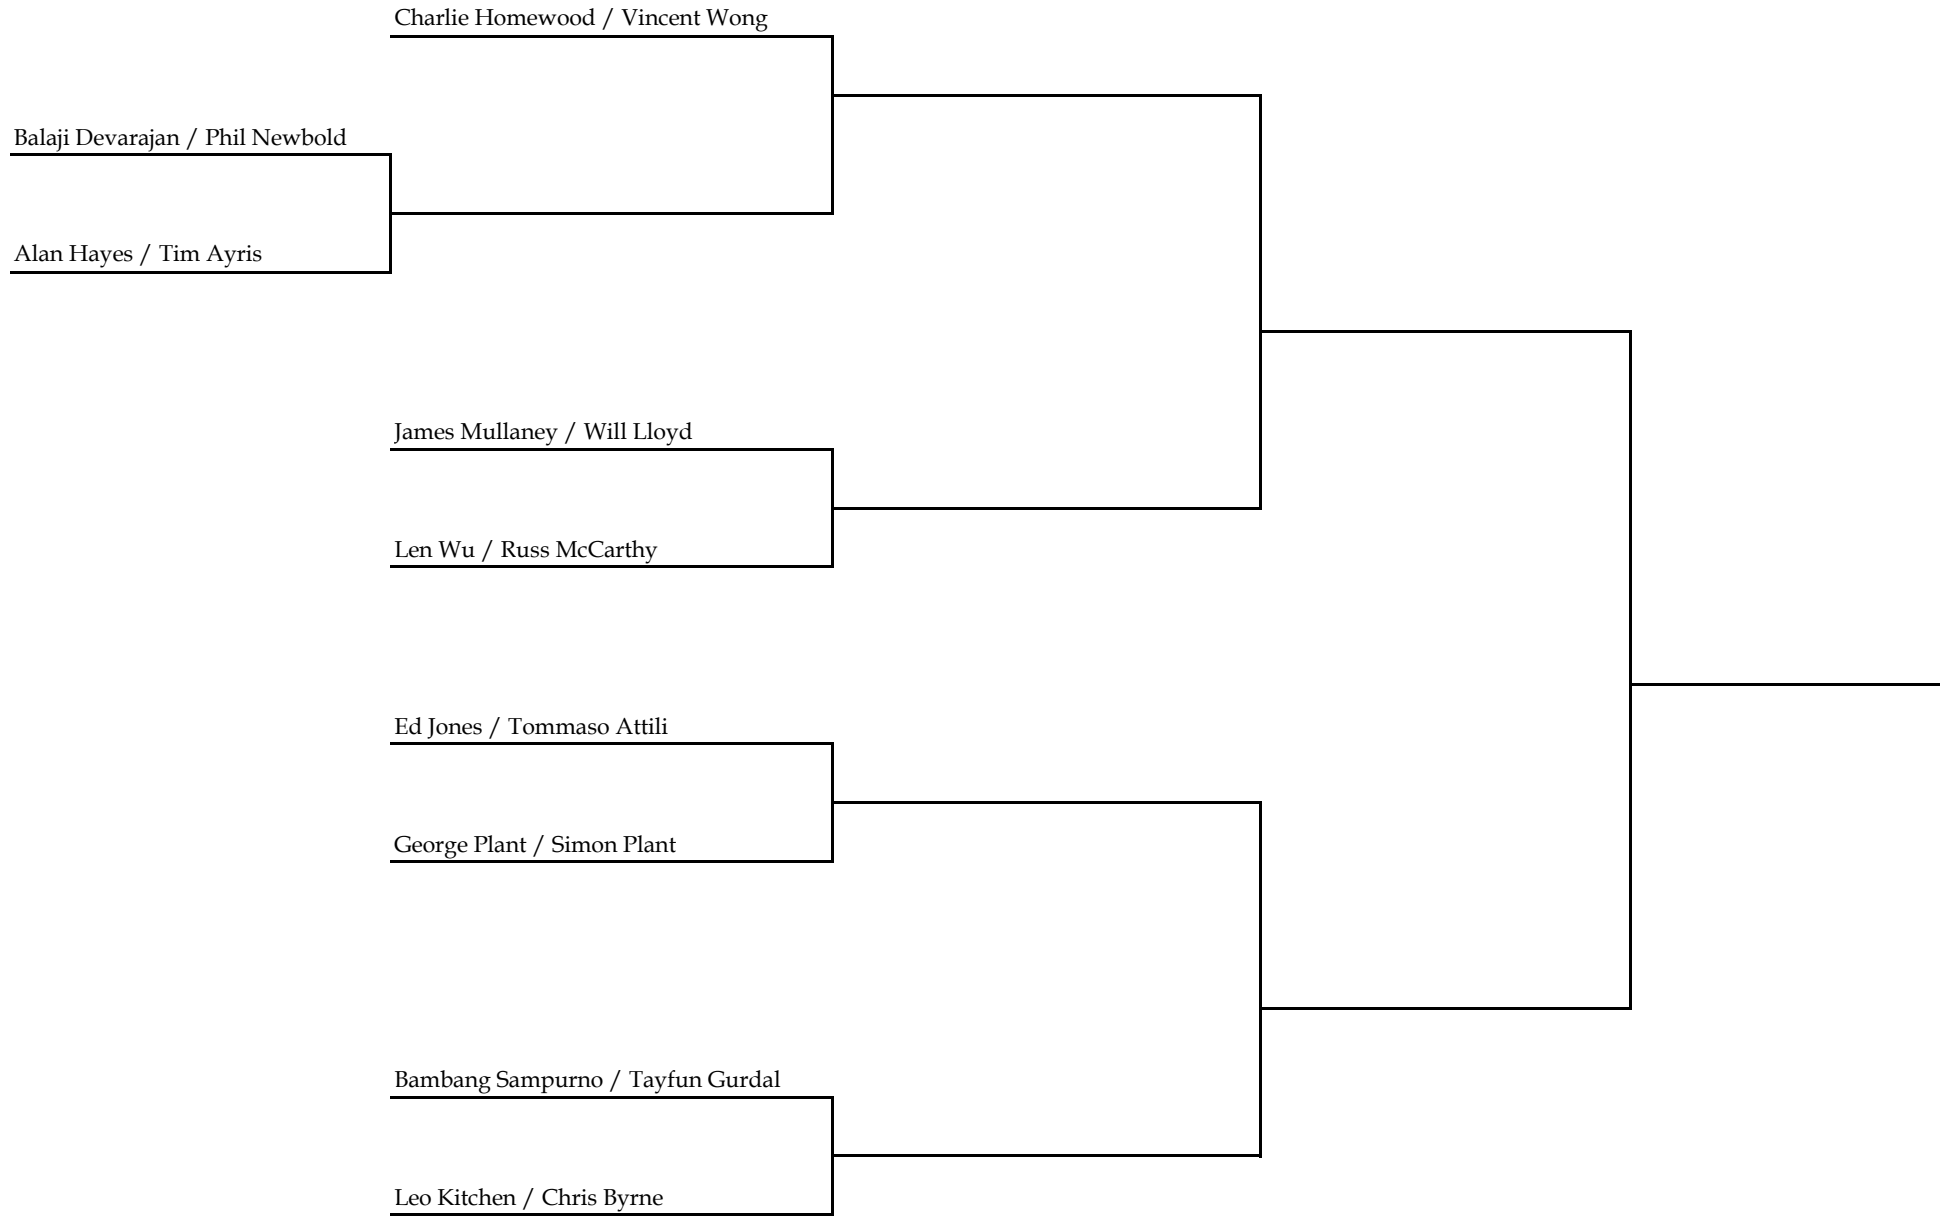 Charlie Homewood / Vincent Wong
Balaji Devarajan / Phil Newbold
Alan Hayes / Tim Ayris
James Mullaney / Will Lloyd
Len Wu / Russ McCarthy
Ed Jones / Tommaso Attili
George Plant / Simon Plant
Bambang Sampurno / Tayfun Gurdal
Leo Kitchen / Chris Byrne